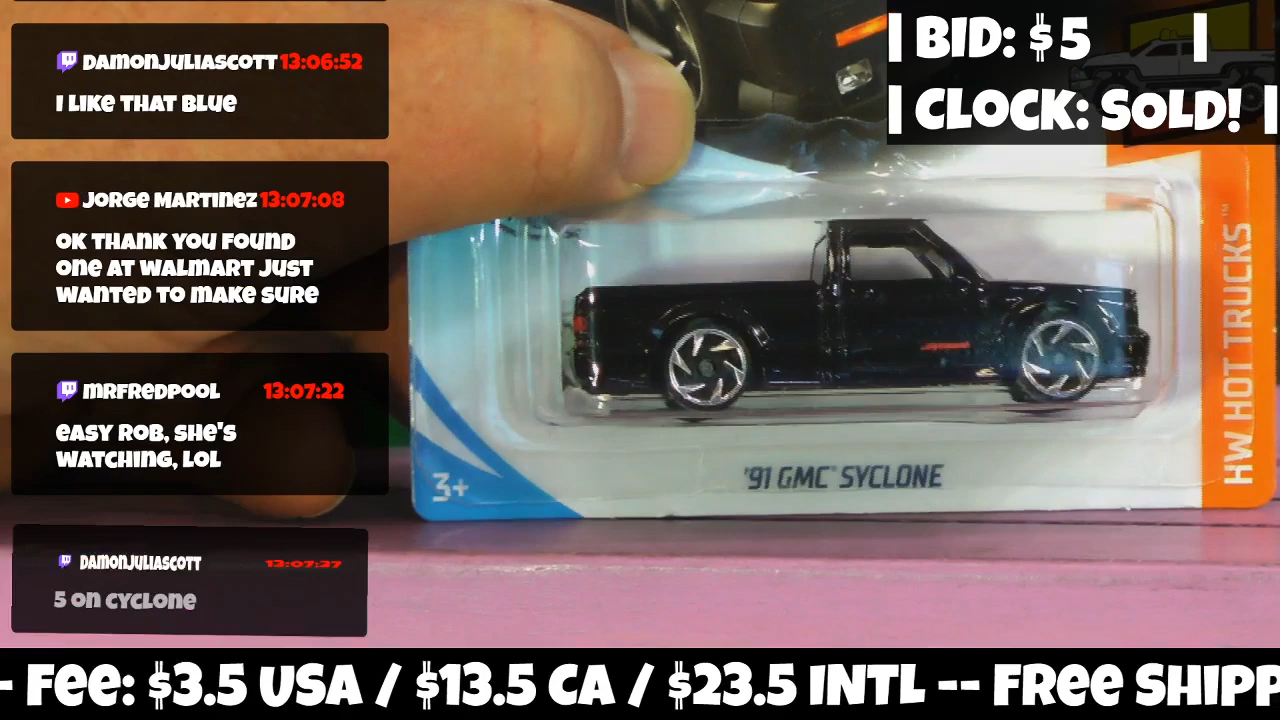 DAMONJULIASCOTT 13:06:52
I LIKE THAT BLUE
JORGE MARTINEZ 13:07:08
OK THANK YOU FOUND
ONE AT WALMART JUST
WANTED TO MAKE SURE
MRFREDPOOL 13:07:22
EASY ROB, SHE'S
WATCHING, LOL
DAMONJULIASCOTT 13:07:37
5 ON CYCLONE
| BID: $5 |
| CLOCK: SOLD! |
HW HOT TRUCKS™
'91 GMC® SYCLONE
3+
- Fee: $3.5 USA / $13.5 CA / $23.5 INTL -- FREE SHIPP